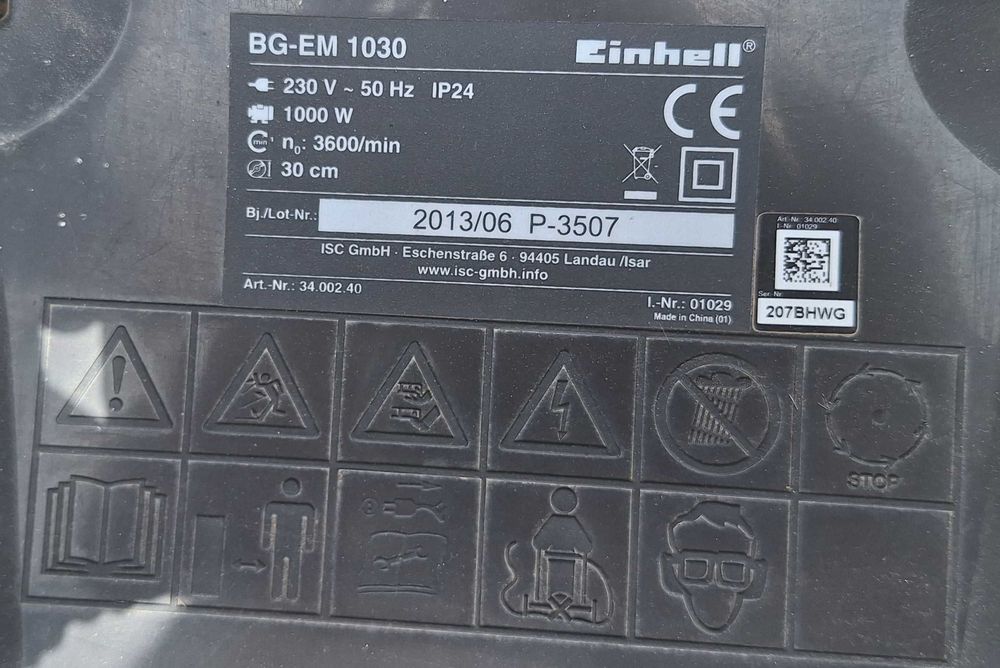 BG-EM 1030
Einhell®
230 V ~ 50 Hz IP24
1000 W
min n₀: 3600/min
30 cm
CE
Bj./Lot-Nr.: 2013/06 P-3507
ISC GmbH · Eschenstraße 6 · 94405 Landau /Isar
www.isc-gmbh.info
Art.-Nr.: 34.002.40
I.-Nr.: 01029
Made in China (01)
Art.-Nr.: 34.002.40
I.-Nr.: 01029
Ser.-Nr.
207BHWG
STOP